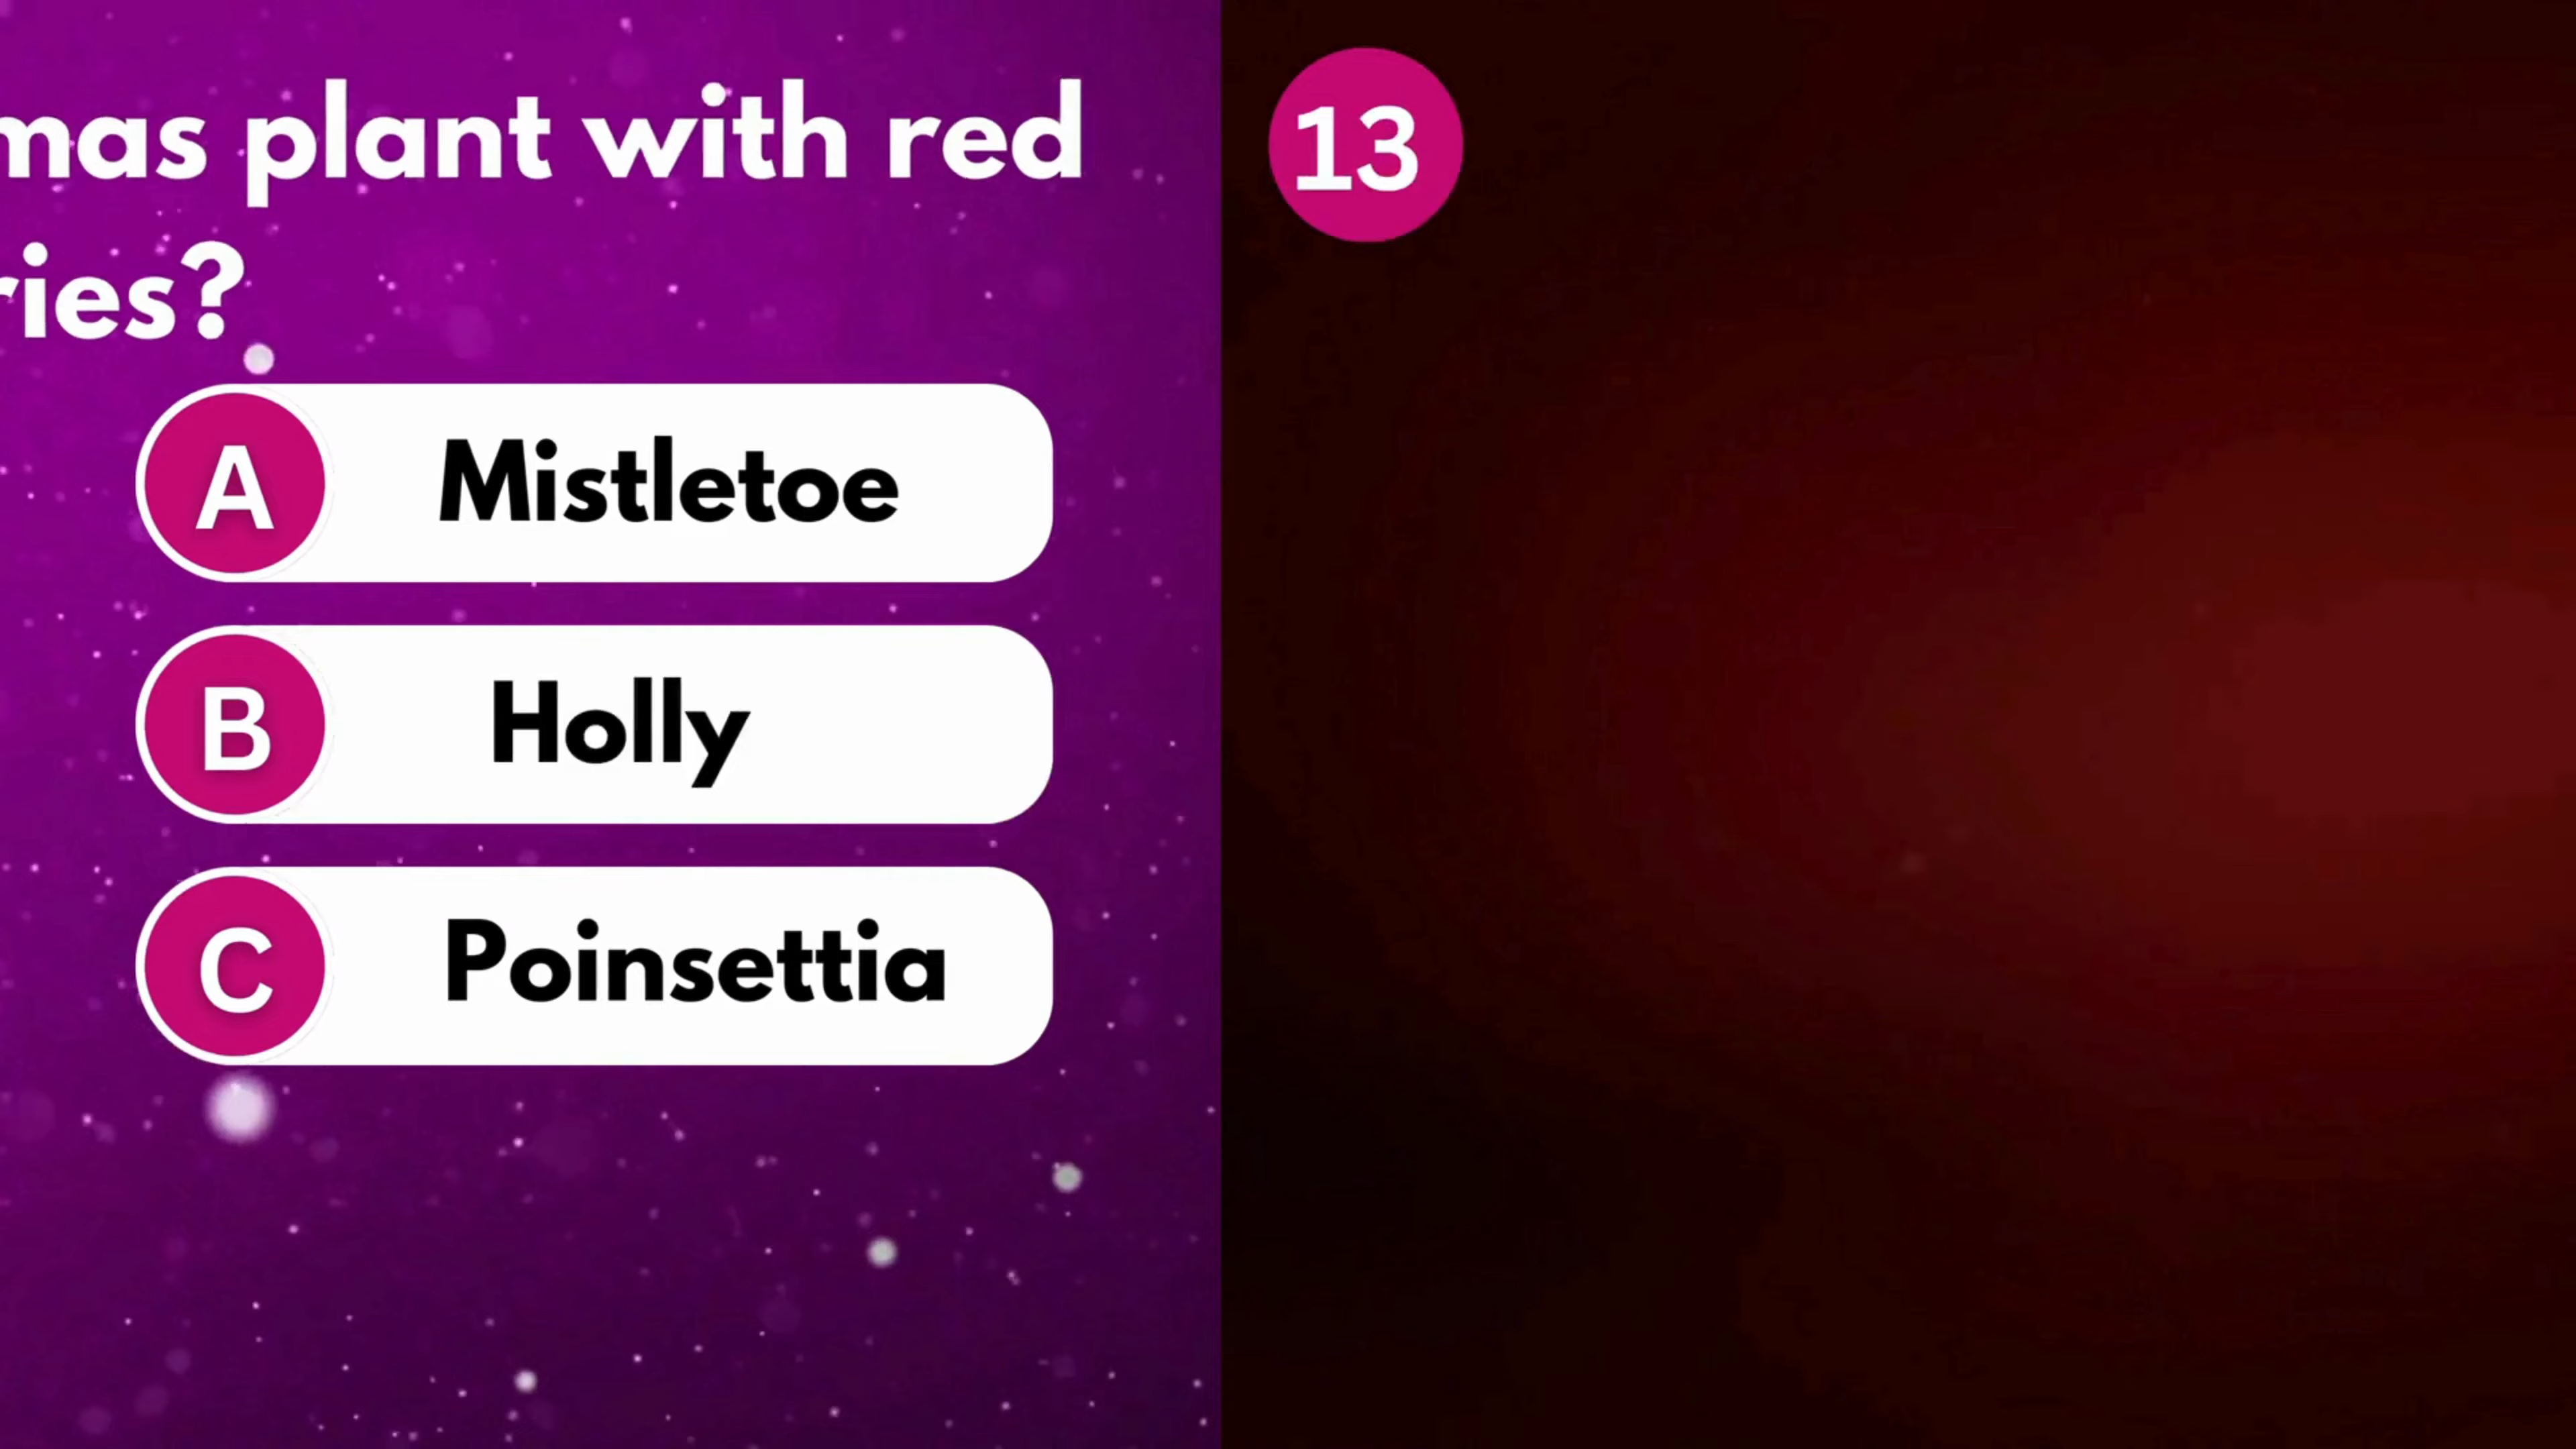 mas plant with red
ries?
A Mistletoe
B Holly
C Poinsettia
13